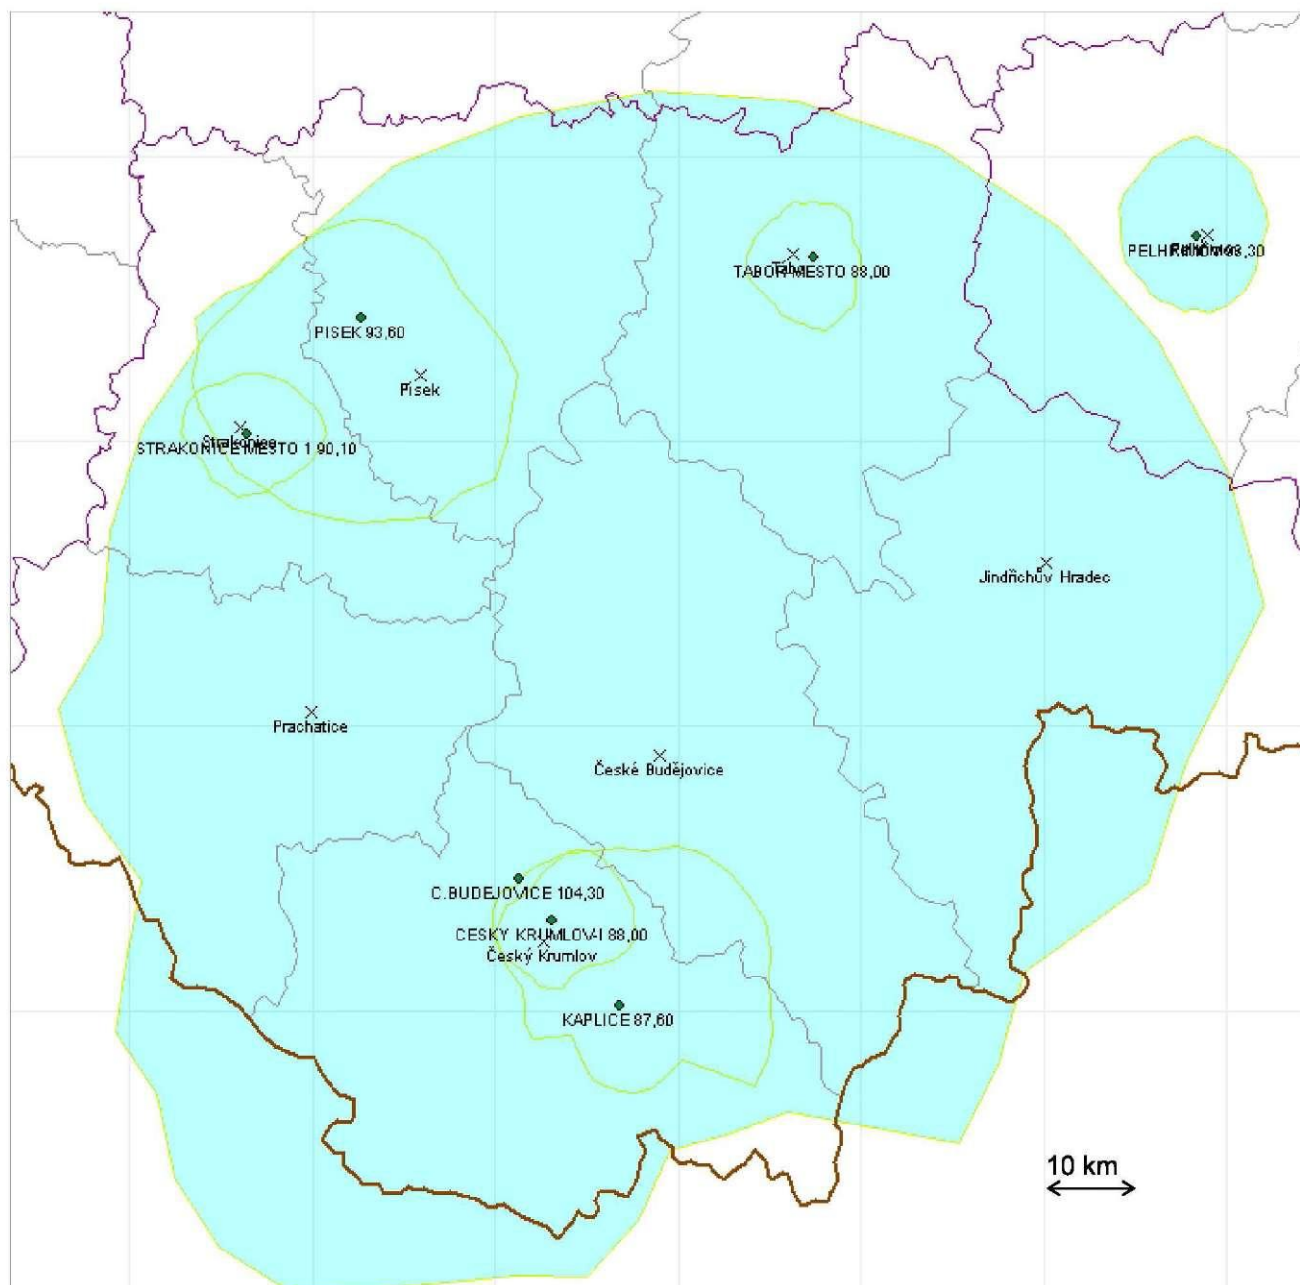 TABOR MESTO 88,00
PISEK 93,60
Písek
Strakonice
STRAKONICE MESTO 1 90,10
Jindřichův Hradec
Prachatice
České Budějovice
C.BUDEJOVICE 104,30
CESKY KRUMLOV-I 88,00
Český Krumlov
KAPLICE 87,60
10 km